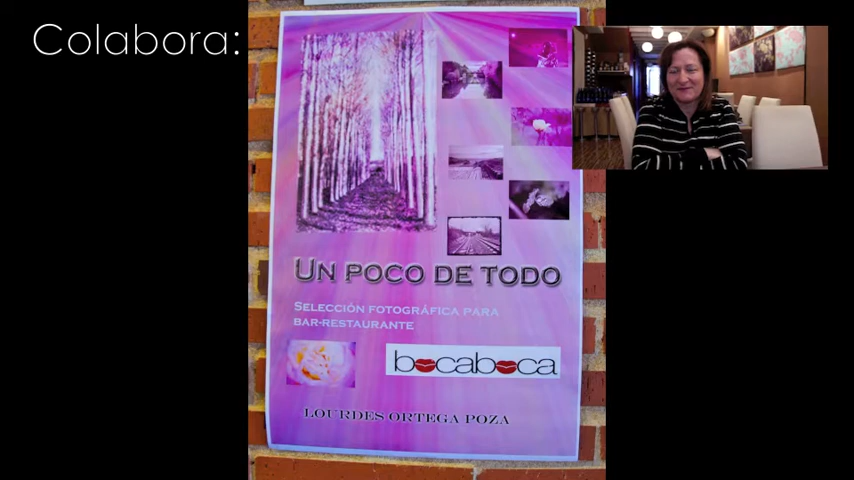 Colabora:
UN POCO DE TODO
SELECCIÓN FOTOGRÁFICA PARA
BAR-RESTAURANTE
bocaboca
LOURDES ORTEGA POZA